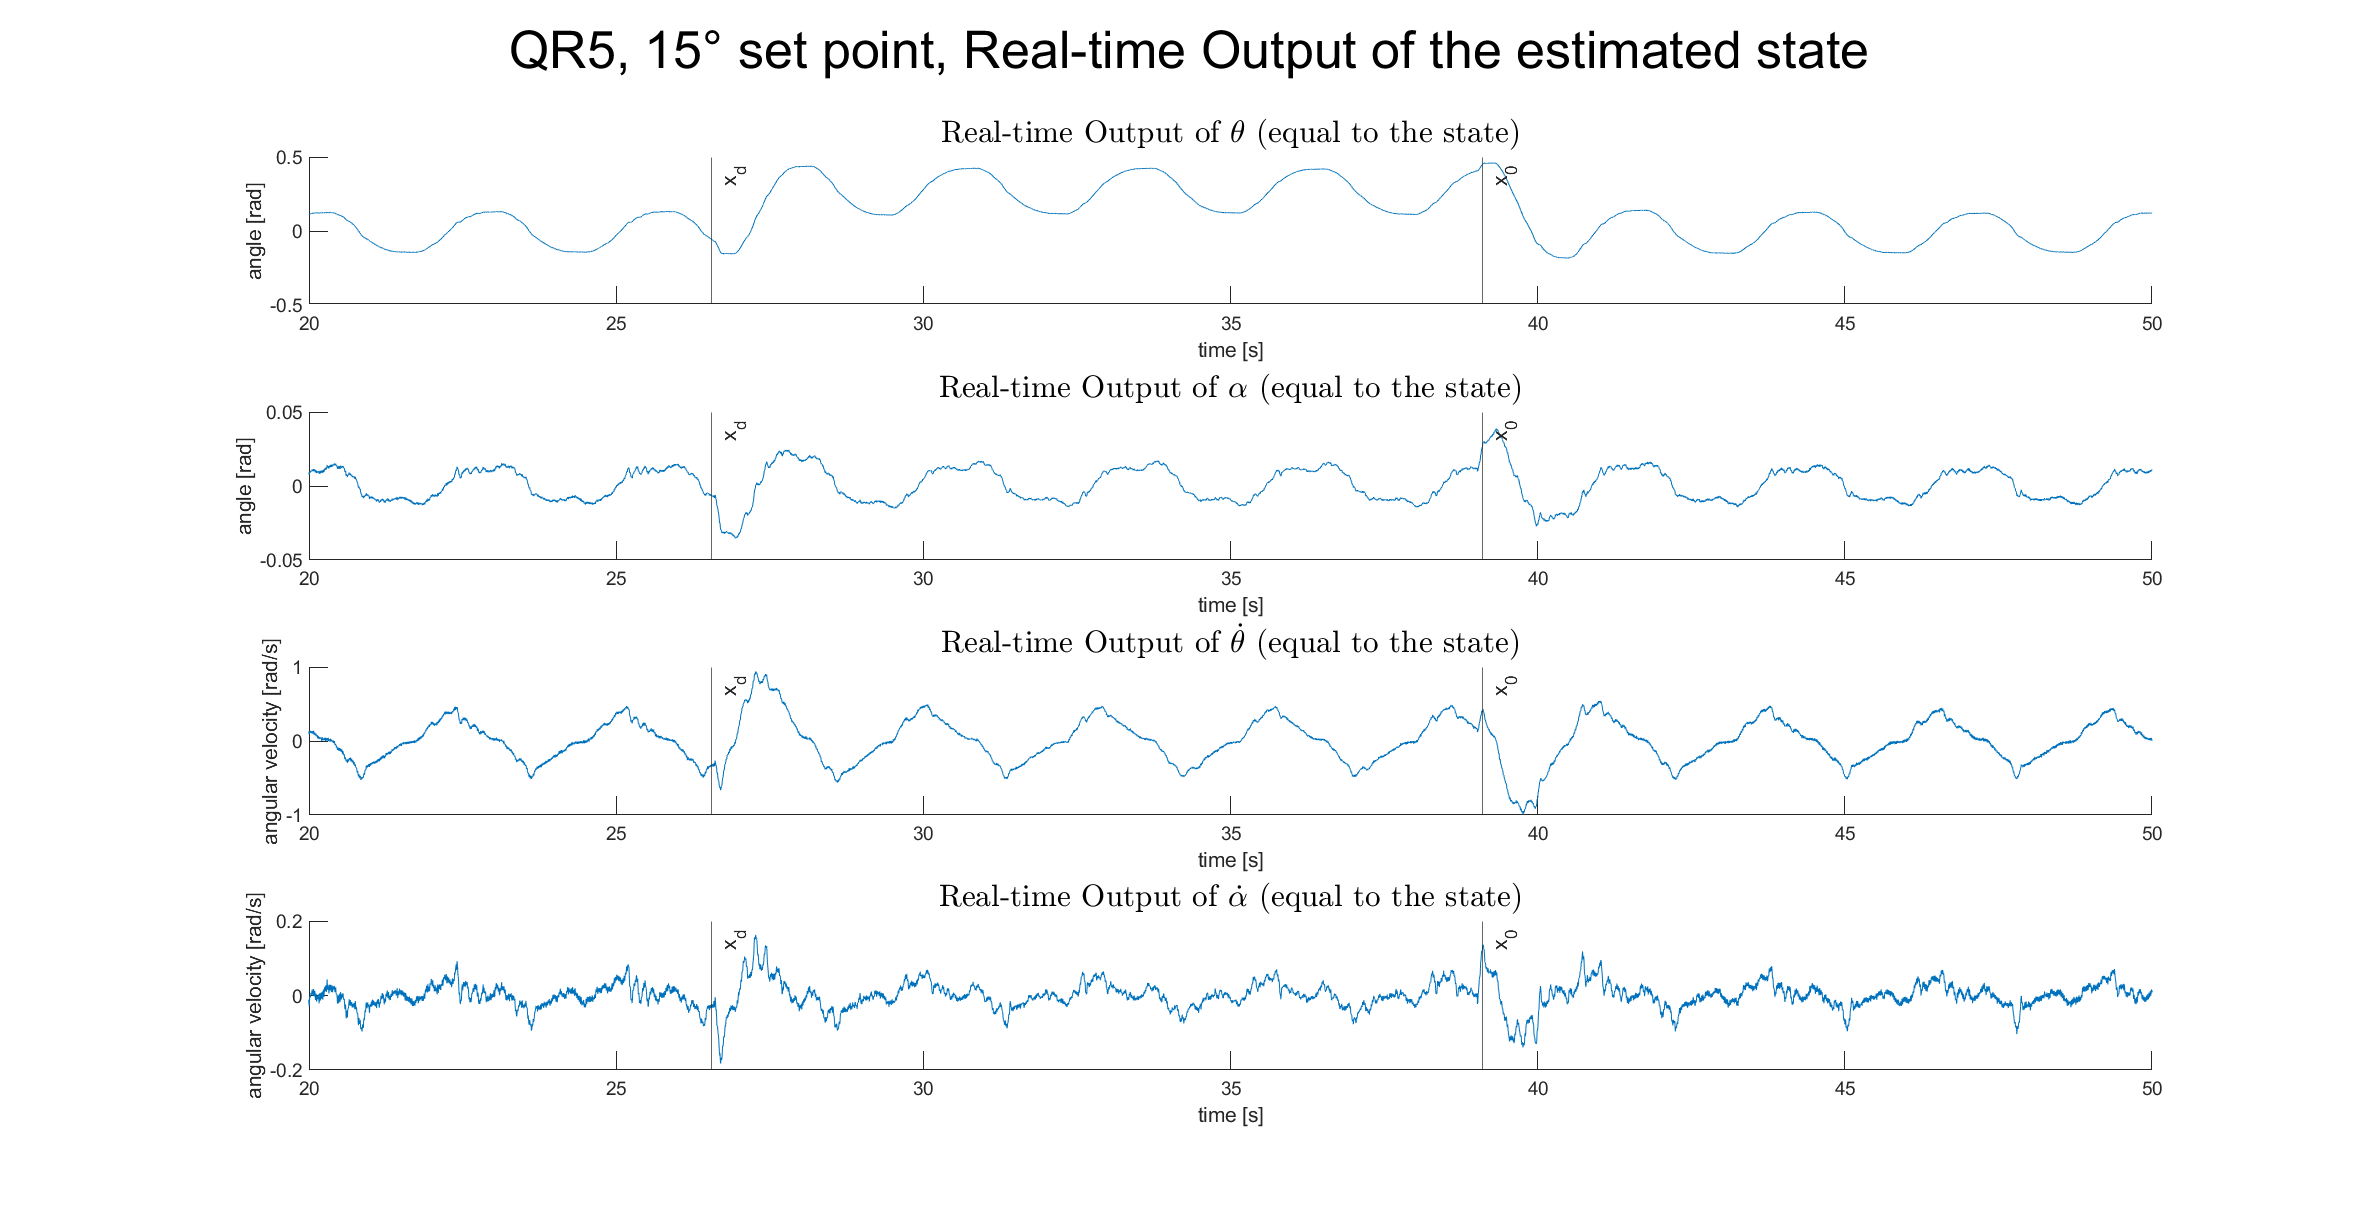 QR5, 15° set point, Real-time Output of the estimated state
Real-time Output of θ (equal to the state)
angle [rad]
0.5
0
-0.5
x_d
x_0
20 25 30 35 40 45 50
time [s]
Real-time Output of α (equal to the state)
angle [rad]
0.05
0
-0.05
x_d
x_0
20 25 30 35 40 45 50
time [s]
Real-time Output of θ̇ (equal to the state)
angular velocity [rad/s]
1
0
-1
x_d
x_0
20 25 30 35 40 45 50
time [s]
Real-time Output of α̇ (equal to the state)
angular velocity [rad/s]
0.2
0
-0.2
x_d
x_0
20 25 30 35 40 45 50
time [s]